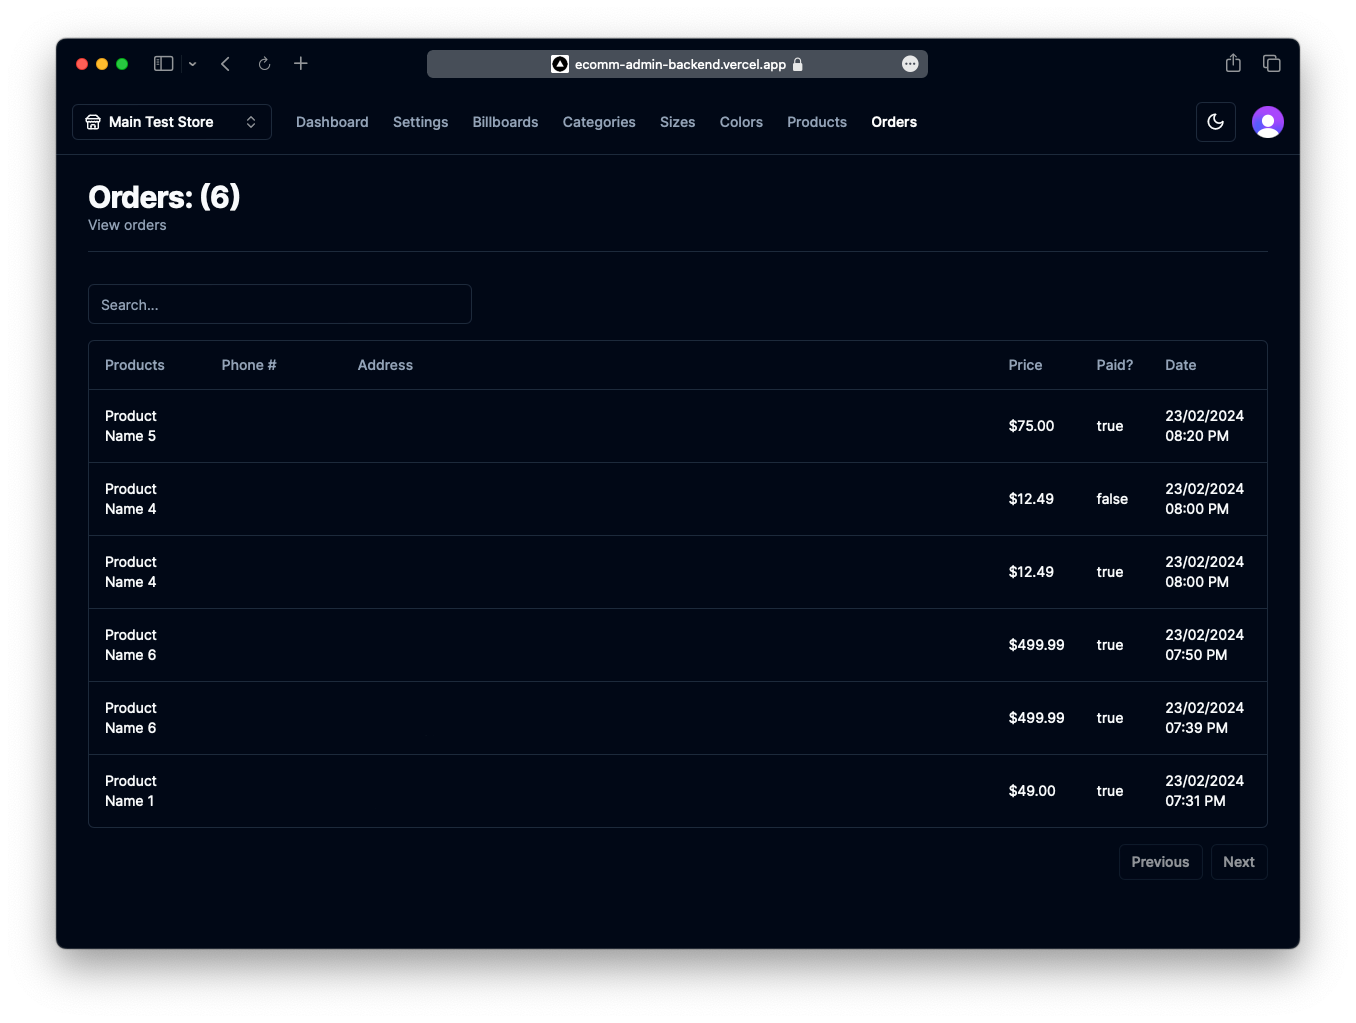 ecomm-admin-backend.vercel.app
Main Test Store Dashboard Settings Billboards Categories Sizes Colors Products Orders
Orders: (6)
View orders
Search...
Products Phone # Address Price Paid? Date
Product
Name 5
$75.00 true
23/02/2024
08:20 PM
Product
Name 4
$12.49 false
23/02/2024
08:00 PM
Product
Name 4
$12.49 true
23/02/2024
08:00 PM
Product
Name 6
$499.99 true
23/02/2024
07:50 PM
Product
Name 6
$499.99 true
23/02/2024
07:39 PM
Product
Name 1
$49.00 true
23/02/2024
07:31 PM
Previous Next